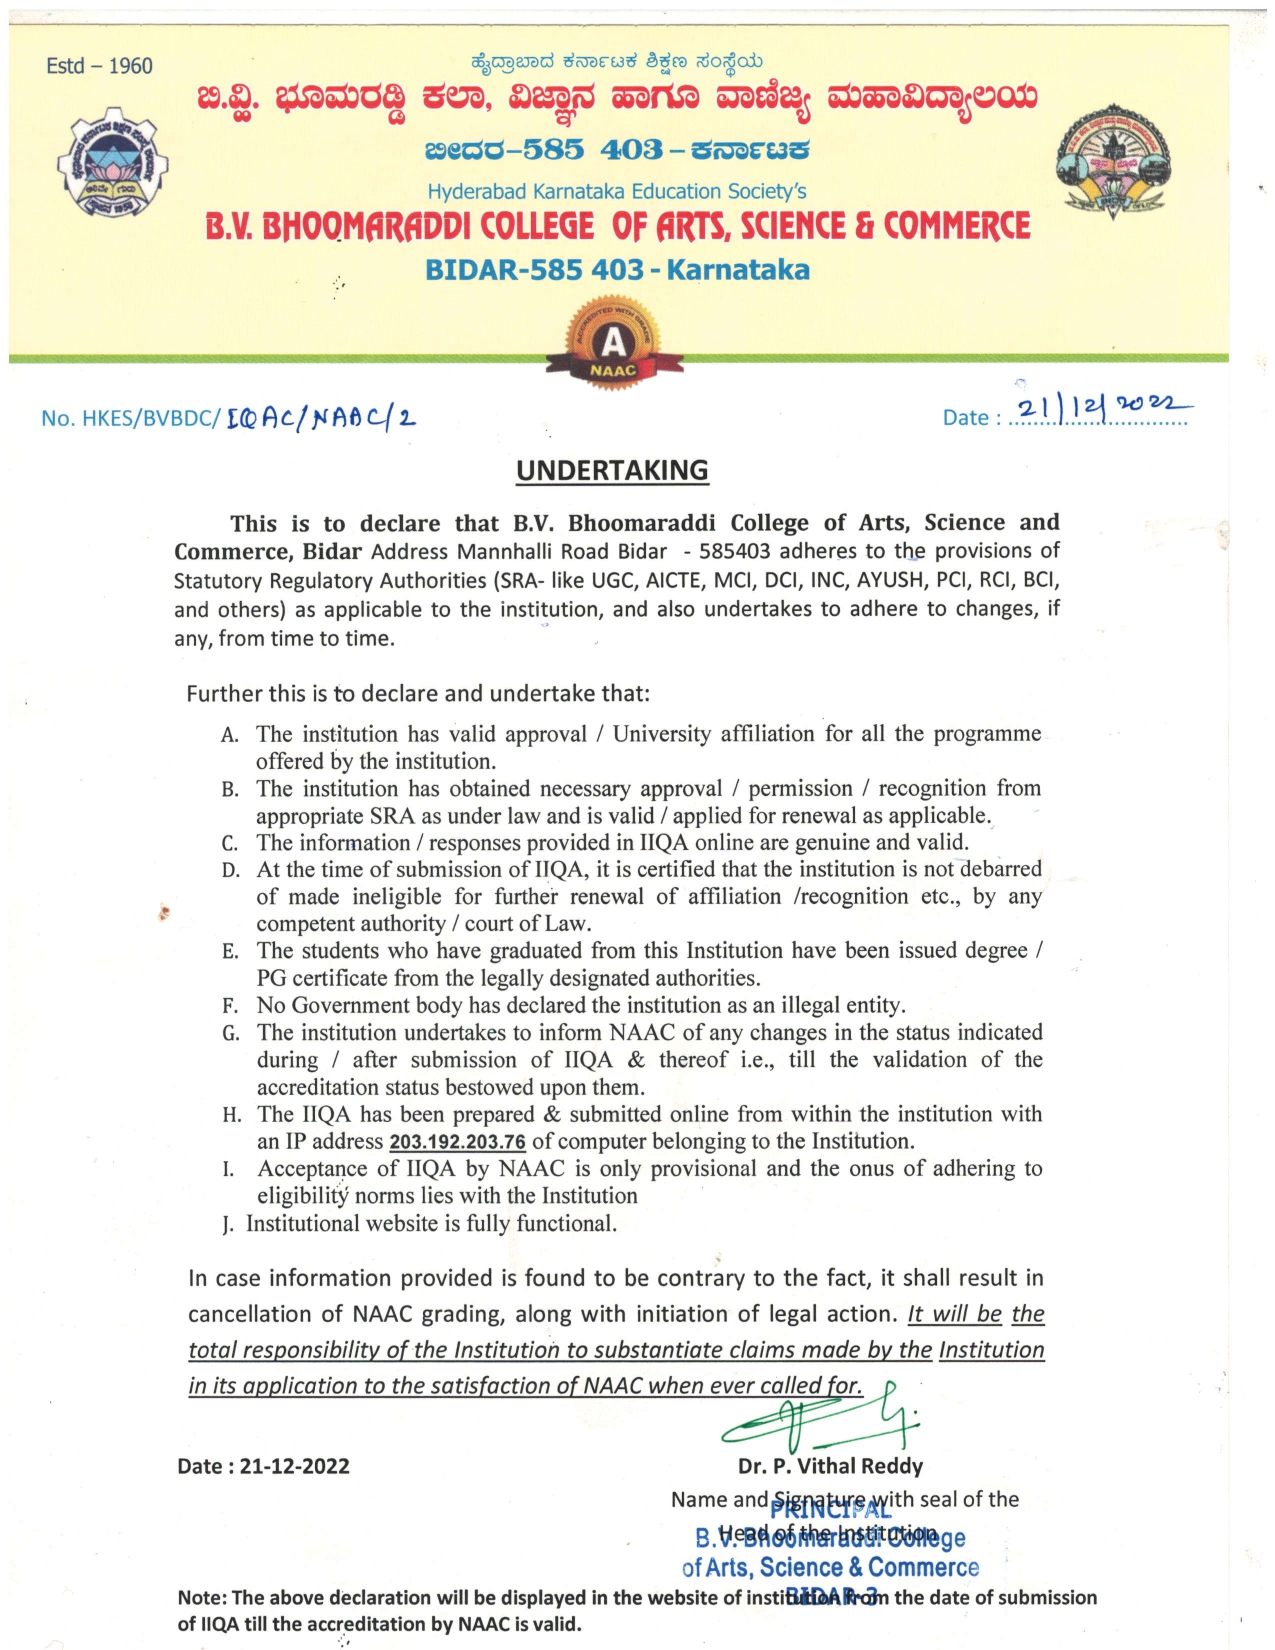 Estd – 1960
ಹೈದ್ರಾಬಾದ ಕರ್ನಾಟಕ ಶಿಕ್ಷಣ ಸಂಸ್ಥೆಯ
ಬಿ.ವ್ಹಿ. ಭೂಮರಡ್ಡಿ ಕಲಾ, ವಿಜ್ಞಾನ ಹಾಗೂ ವಾಣಿಜ್ಯ ಮಹಾವಿದ್ಯಾಲಯ
ಬೀದರ-585 403 – ಕರ್ನಾಟಕ
Hyderabad Karnataka Education Society's
B.V. BHOOMARADDI COLLEGE OF ARTS, SCIENCE & COMMERCE
BIDAR-585 403 - Karnataka
ACCREDITED WITH GRADE
A
NAAC
No. HKES/BVBDC/ IQAC/NAAC/2
Date : 21/12/2022
UNDERTAKING
This is to declare that B.V. Bhoomaraddi College of Arts, Science and
Commerce, Bidar Address Mannhalli Road Bidar - 585403 adheres to the provisions of
Statutory Regulatory Authorities (SRA- like UGC, AICTE, MCI, DCI, INC, AYUSH, PCI, RCI, BCI,
and others) as applicable to the institution, and also undertakes to adhere to changes, if
any, from time to time.
Further this is to declare and undertake that:
A. The institution has valid approval / University affiliation for all the programme
offered by the institution.
B. The institution has obtained necessary approval / permission / recognition from
appropriate SRA as under law and is valid / applied for renewal as applicable.
C. The information / responses provided in IIQA online are genuine and valid.
D. At the time of submission of IIQA, it is certified that the institution is not debarred
of made ineligible for further renewal of affiliation /recognition etc., by any
competent authority / court of Law.
E. The students who have graduated from this Institution have been issued degree /
PG certificate from the legally designated authorities.
F. No Government body has declared the institution as an illegal entity.
G. The institution undertakes to inform NAAC of any changes in the status indicated
during / after submission of IIQA & thereof i.e., till the validation of the
accreditation status bestowed upon them.
H. The IIQA has been prepared & submitted online from within the institution with
an IP address 203.192.203.76 of computer belonging to the Institution.
I. Acceptance of IIQA by NAAC is only provisional and the onus of adhering to
eligibility norms lies with the Institution
J. Institutional website is fully functional.
In case information provided is found to be contrary to the fact, it shall result in
cancellation of NAAC grading, along with initiation of legal action. It will be the
total responsibility of the Institution to substantiate claims made by the Institution
in its application to the satisfaction of NAAC when ever called for.
Date : 21-12-2022
Dr. P. Vithal Reddy
Name and Signature with seal of the
PRINCIPAL
Head of the Institution
B.V. Bhoomaraddi College
of Arts, Science & Commerce
BIDAR-3
Note: The above declaration will be displayed in the website of institution from the date of submission
of IIQA till the accreditation by NAAC is valid.